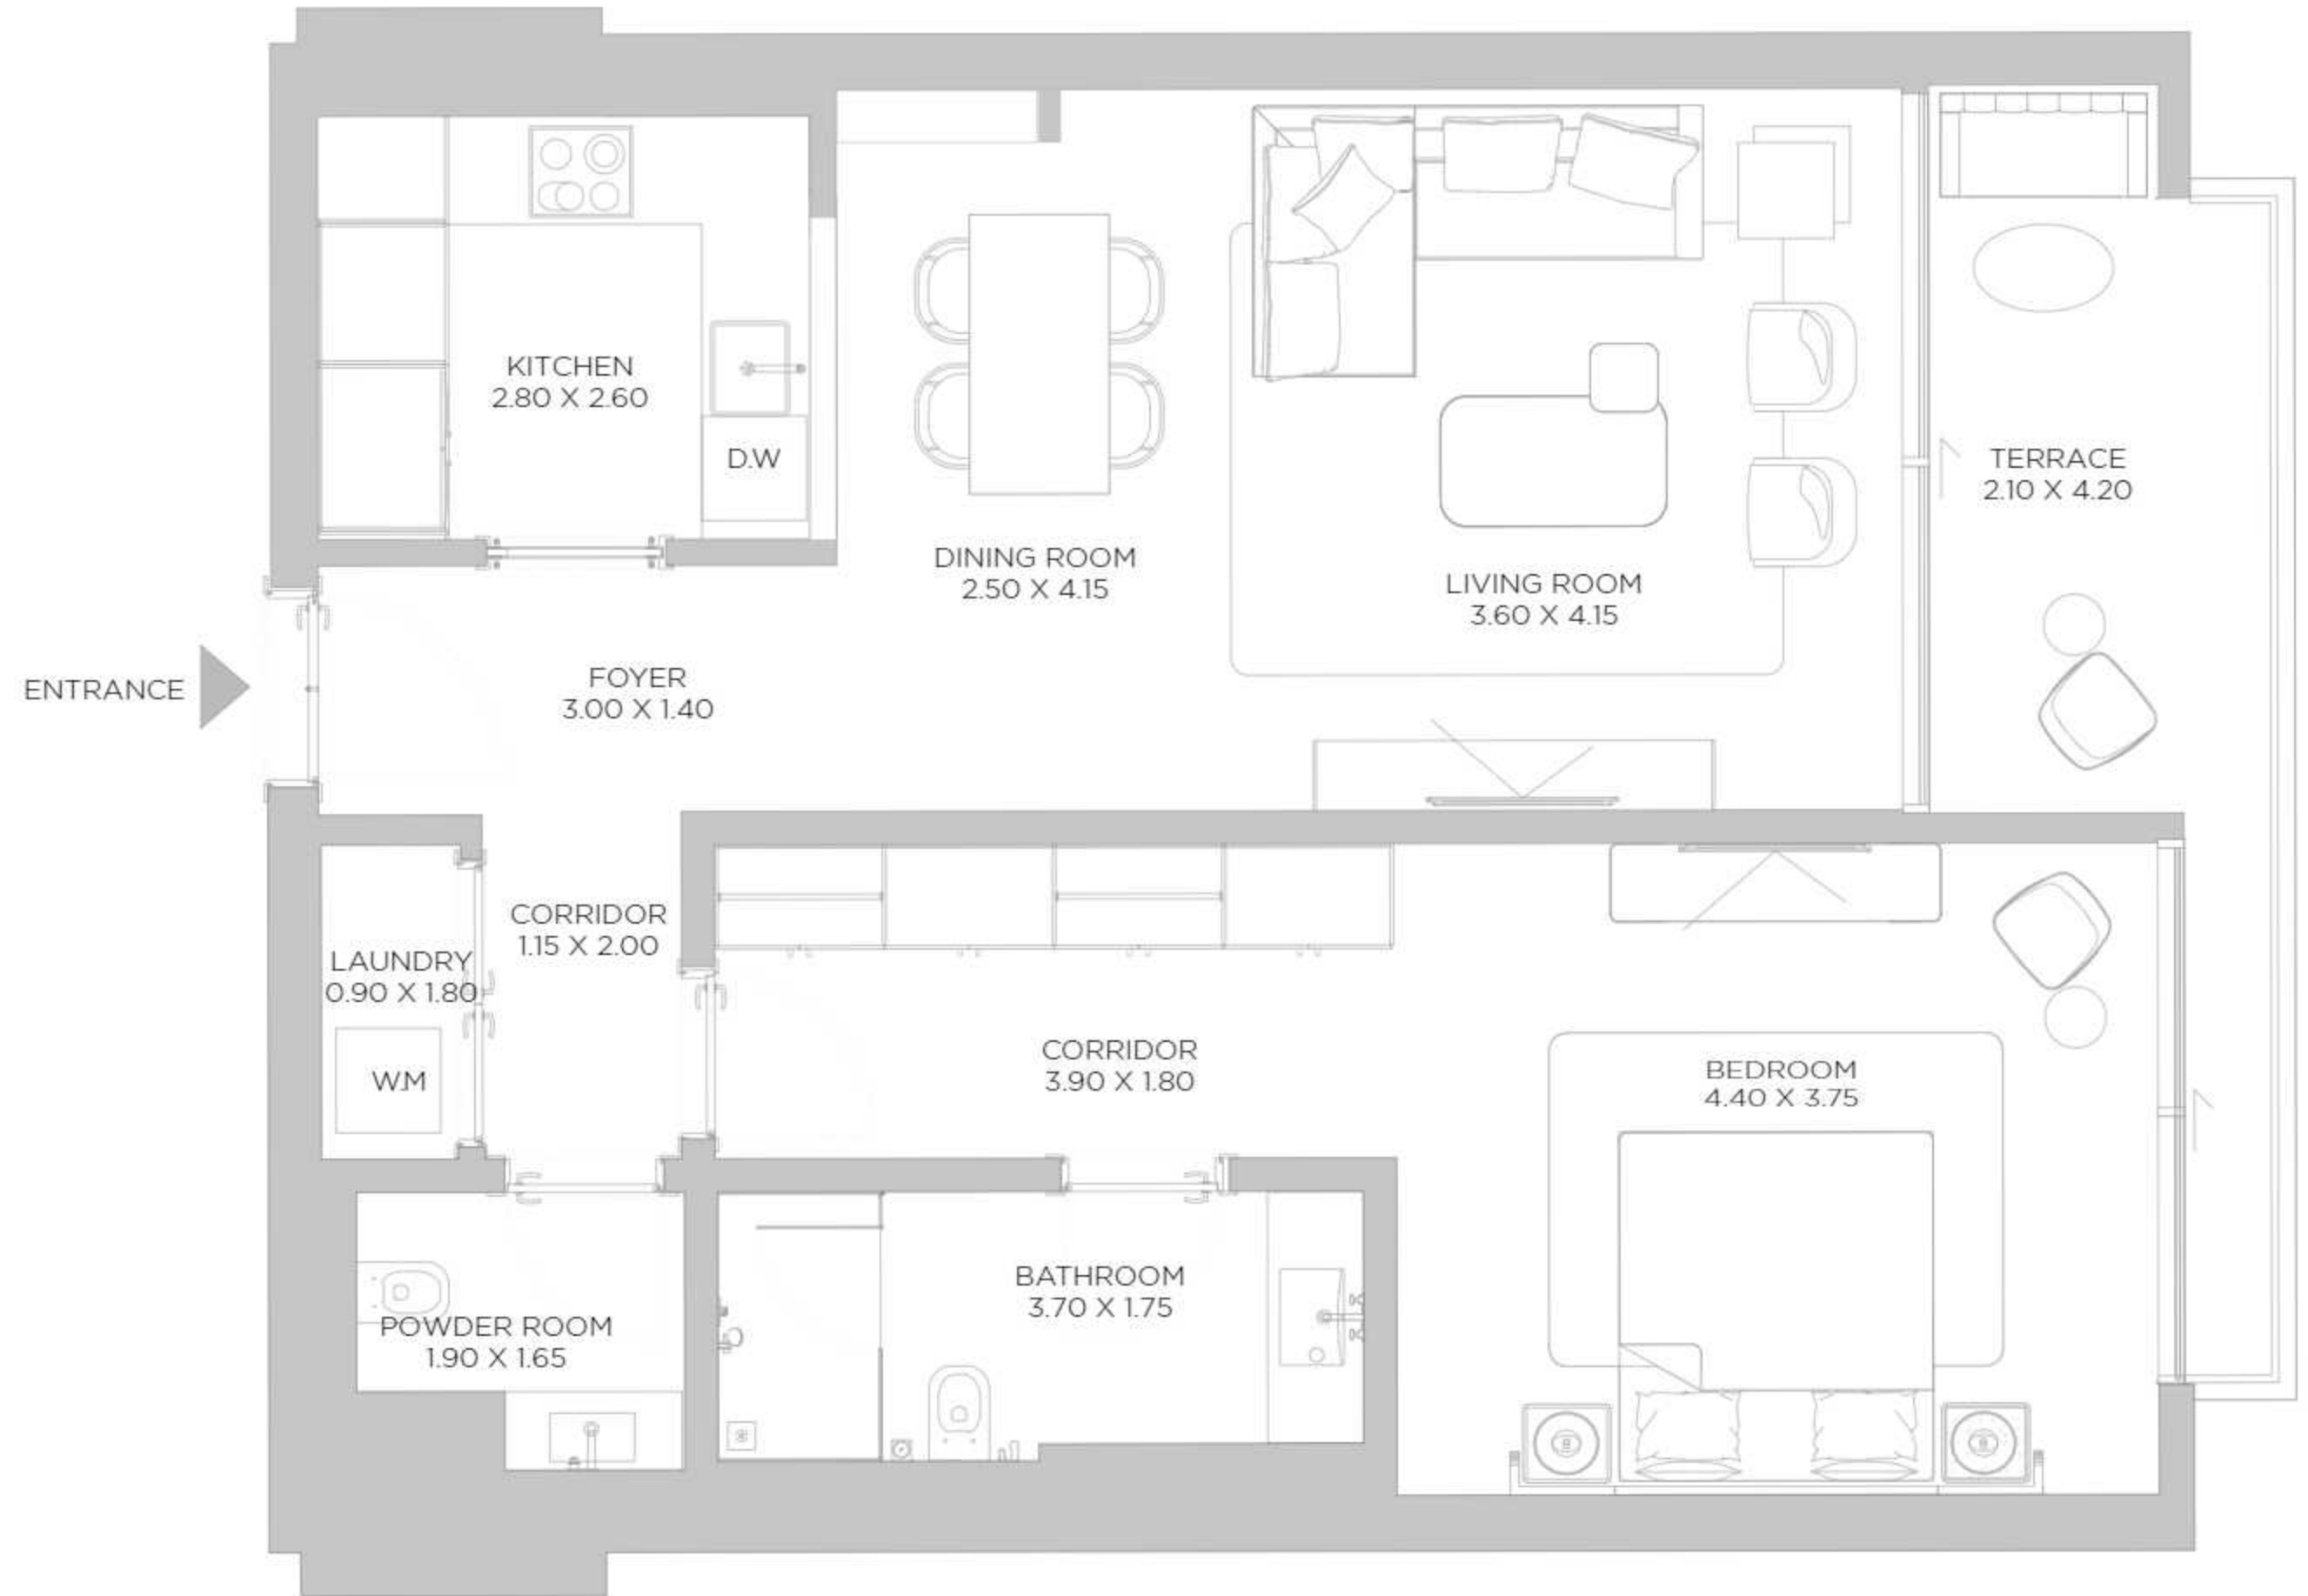 KITCHEN
2.80 X 2.60
D.W
DINING ROOM
2.50 X 4.15
LIVING ROOM
3.60 X 4.15
TERRACE
2.10 X 4.20
ENTRANCE
FOYER
3.00 X 1.40
CORRIDOR
1.15 X 2.00
LAUNDRY
0.90 X 1.80
W.M
CORRIDOR
3.90 X 1.80
BEDROOM
4.40 X 3.75
POWDER ROOM
1.90 X 1.65
BATHROOM
3.70 X 1.75